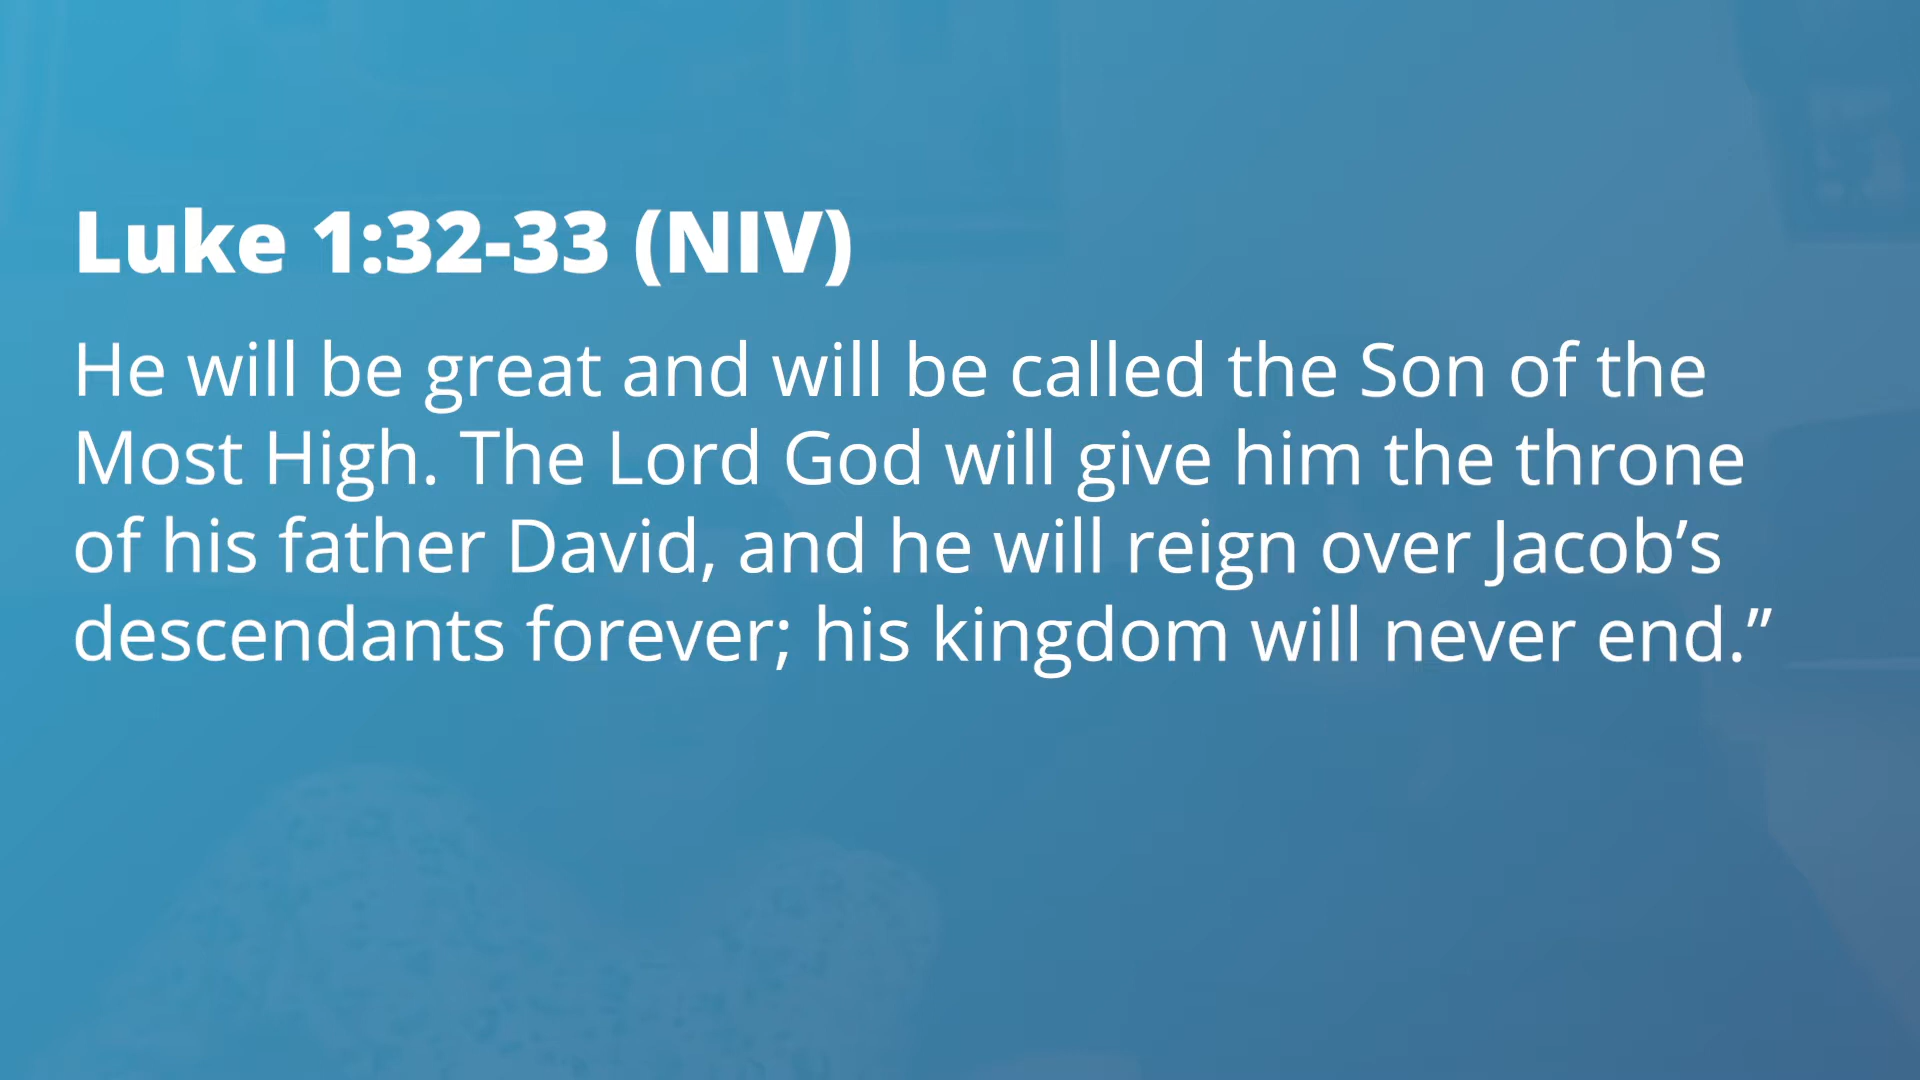 Luke 1:32-33 (NIV)
He will be great and will be called the Son of the
Most High. The Lord God will give him the throne
of his father David, and he will reign over Jacob’s
descendants forever; his kingdom will never end.”